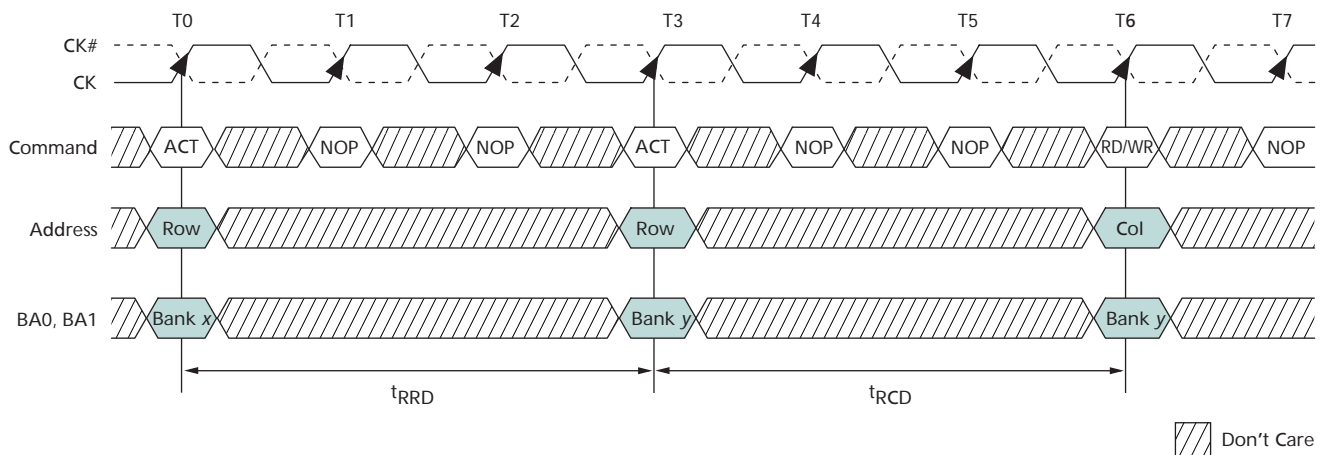 T0 T1 T2 T3 T4 T5 T6 T7
CK#
CK
Command ACT NOP NOP ACT NOP NOP RD/WR NOP
Address Row Row Col
BA0, BA1 Bank x Bank y Bank y
tRRD tRCD
Don't Care